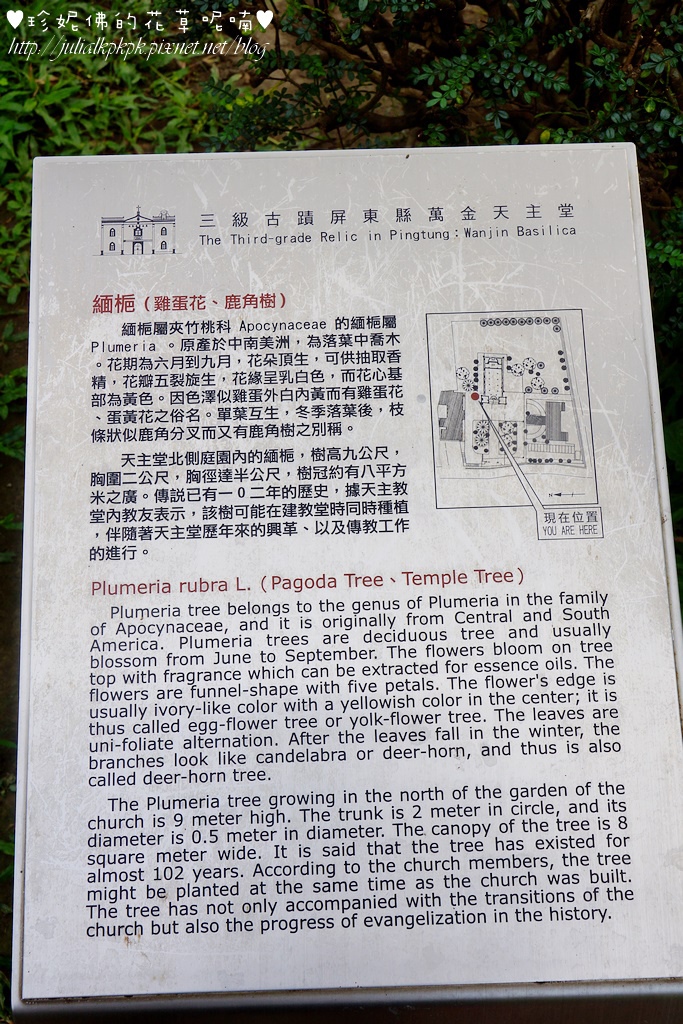 ♥珍妮佛的花草呢喃♥
http://julialkpkpk.pixnet.net/blog
三級古蹟屏東縣萬金天主堂
The Third-grade Relic in Pingtung：Wanjin Basilica
緬梔（雞蛋花、鹿角樹）
緬梔屬夾竹桃科 Apocynaceae 的緬梔屬
Plumeria 。原產於中南美洲，為落葉中喬木
。花期為六月到九月，花朵頂生，可供抽取香
精，花瓣五裂旋生，花緣呈乳白色，而花心基
部為黃色。因色澤似雞蛋外白內黃而有雞蛋花
、蛋黃花之俗名。單葉互生，冬季落葉後，枝
條狀似鹿角分叉而又有鹿角樹之別稱。
天主堂北側庭園內的緬梔，樹高九公尺，
胸圍二公尺，胸徑達半公尺，樹冠約有八平方
米之廣。傳說已有一0二年的歷史，據天主教
堂內教友表示，該樹可能在建教堂時同時種植
，伴隨著天主堂歷年來的興革、以及傳教工作
的進行。
現在位置
YOU ARE HERE
N
Plumeria rubra L.（Pagoda Tree、Temple Tree）
Plumeria tree belongs to the genus of Plumeria in the family
of Apocynaceae, and it is originally from Central and South
America. Plumeria trees are deciduous tree and usually
blossom from June to September. The flowers bloom on tree
top with fragrance which can be extracted for essence oils. The
flowers are funnel-shape with five petals. The flower's edge is
usually ivory-like color with a yellowish color in the center; it is
thus called egg-flower tree or yolk-flower tree. The leaves are
uni-foliate alternation. After the leaves fall in the winter, the
branches look like candelabra or deer-horn, and thus is also
called deer-horn tree.
The Plumeria tree growing in the north of the garden of the
church is 9 meter high. The trunk is 2 meter in circle, and its
diameter is 0.5 meter in diameter. The canopy of the tree is 8
square meter wide. It is said that the tree has existed for
almost 102 years. According to the church members, the tree
might be planted at the same time as the church was built.
The tree has not only accompanied with the transitions of the
church but also the progress of evangelization in the history.